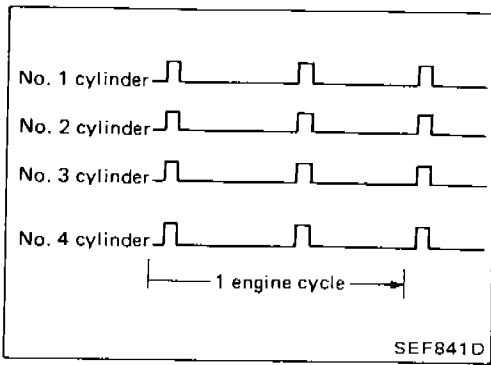 No. 1 cylinder
No. 2 cylinder
No. 3 cylinder
No. 4 cylinder
1 engine cycle
SEF841D